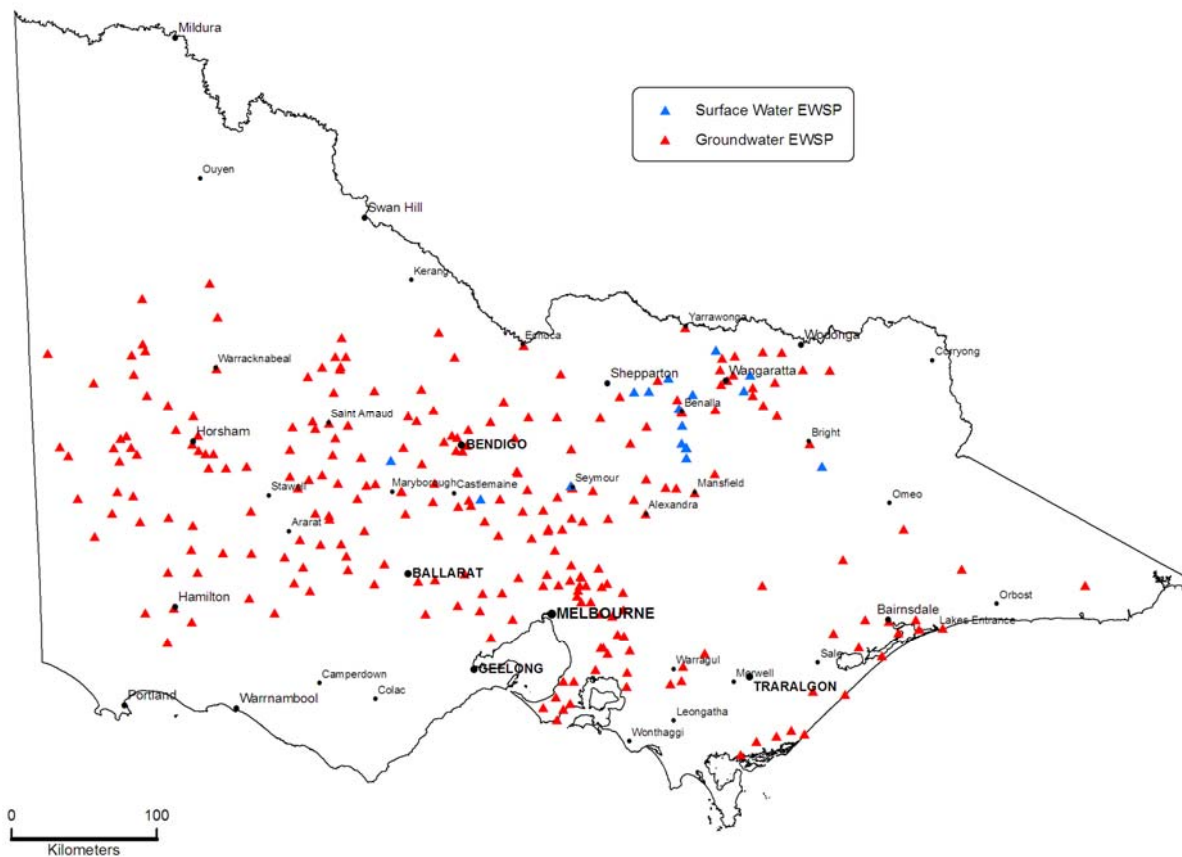 Mildura
Surface Water EWSP
Groundwater EWSP
Ouyen
Swan Hill
Kerang
Yarrawonga
Echuca
Wodonga
Corryong
Warracknabeal
Shepparton
Wangaratta
Benalla
Saint Arnaud
Horsham
BENDIGO
Bright
Stawell
Maryborough
Castlemaine
Seymour
Mansfield
Omeo
Alexandra
Ararat
BALLARAT
Hamilton
MELBOURNE
Orbost
Bairnsdale
Lakes Entrance
GEELONG
Warragul
Sale
Morwell
TRARALGON
Camperdown
Colac
Portland
Warrnambool
Leongatha
Wonthaggi
0 100
Kilometers